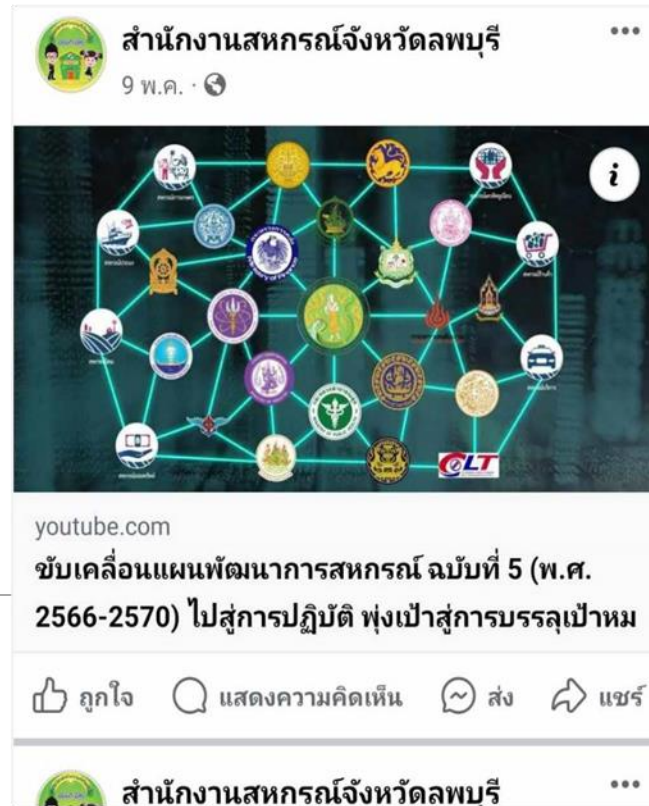 สำนักงานสหกรณ์จังหวัดลพบุรี
9 พ.ค. ·
i
CLT
youtube.com
ขับเคลื่อนแผนพัฒนาการสหกรณ์ ฉบับที่ 5 (พ.ศ.
2566-2570) ไปสู่การปฏิบัติ พุ่งเป้าสู่การบรรลุเป้าหม
ถูกใจ แสดงความคิดเห็น ส่ง แชร์
สำนักงานสหกรณ์จังหวัดลพบุรี